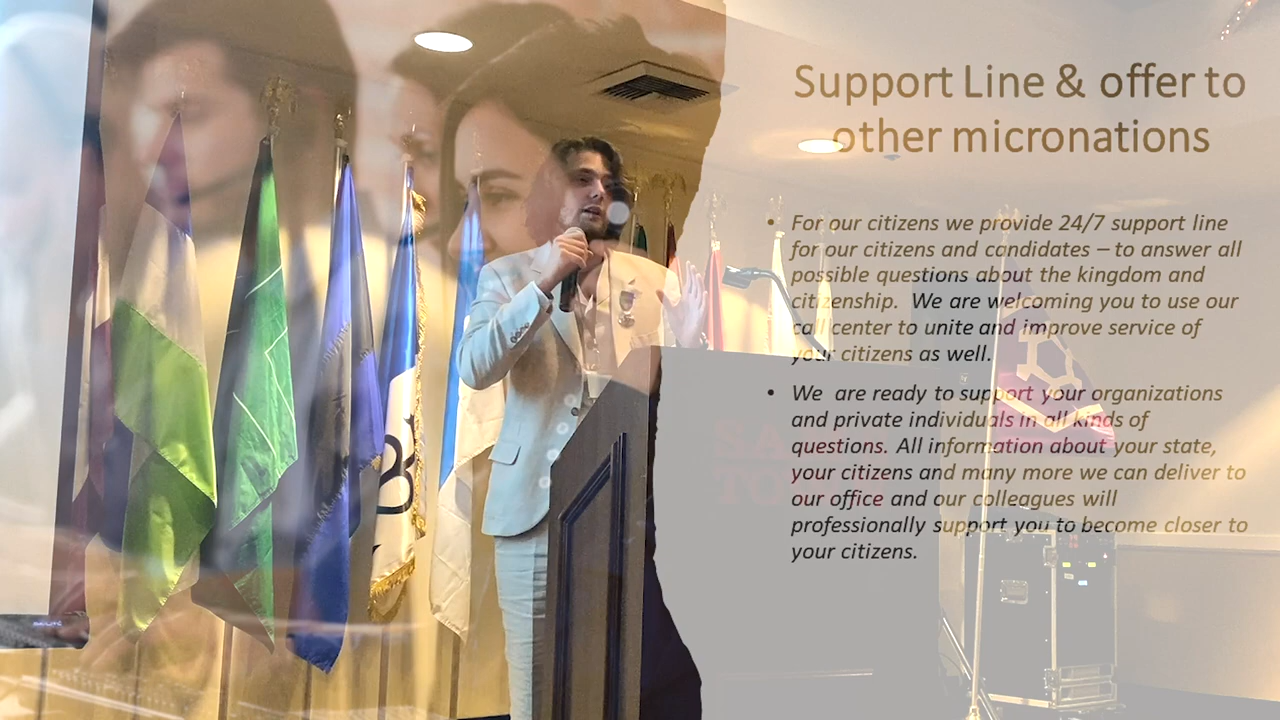 Support Line & offer to
other micronations
• For our citizens we provide 24/7 support line
for our citizens and candidates – to answer all
possible questions about the kingdom and
citizenship.  We are welcoming you to use our
call center to unite and improve service of
your citizens as well.
• We  are ready to support your organizations
and private individuals in all kinds of
questions. All information about your state,
your citizens and many more we can deliver to
our office and our colleagues will
professionally support you to become closer to
your citizens.